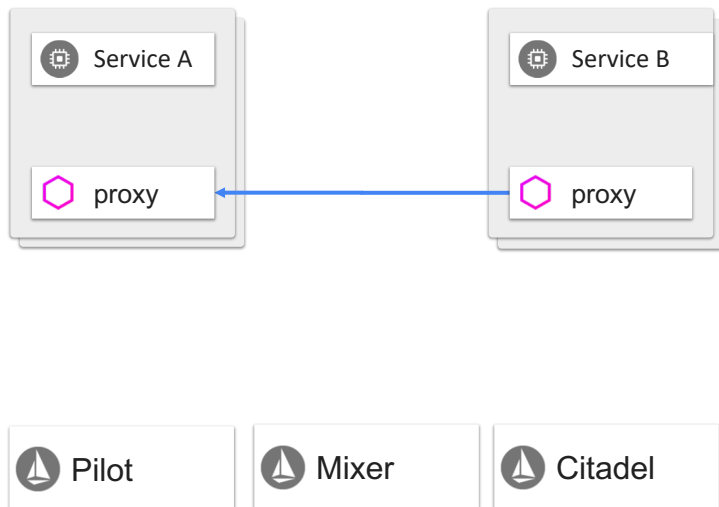 Service A
Service B
proxy
proxy
Pilot
Mixer
Citadel